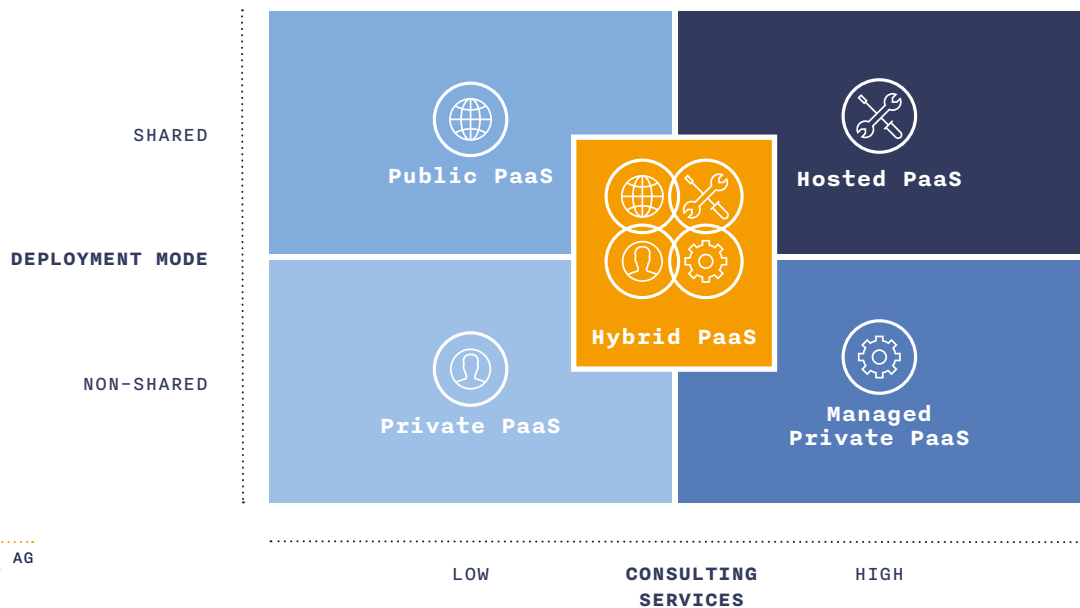 SHARED
Public PaaS
Hosted PaaS
DEPLOYMENT MODE
Hybrid PaaS
NON-SHARED
Private PaaS
Managed
Private PaaS
AG
LOW
CONSULTING
SERVICES
HIGH